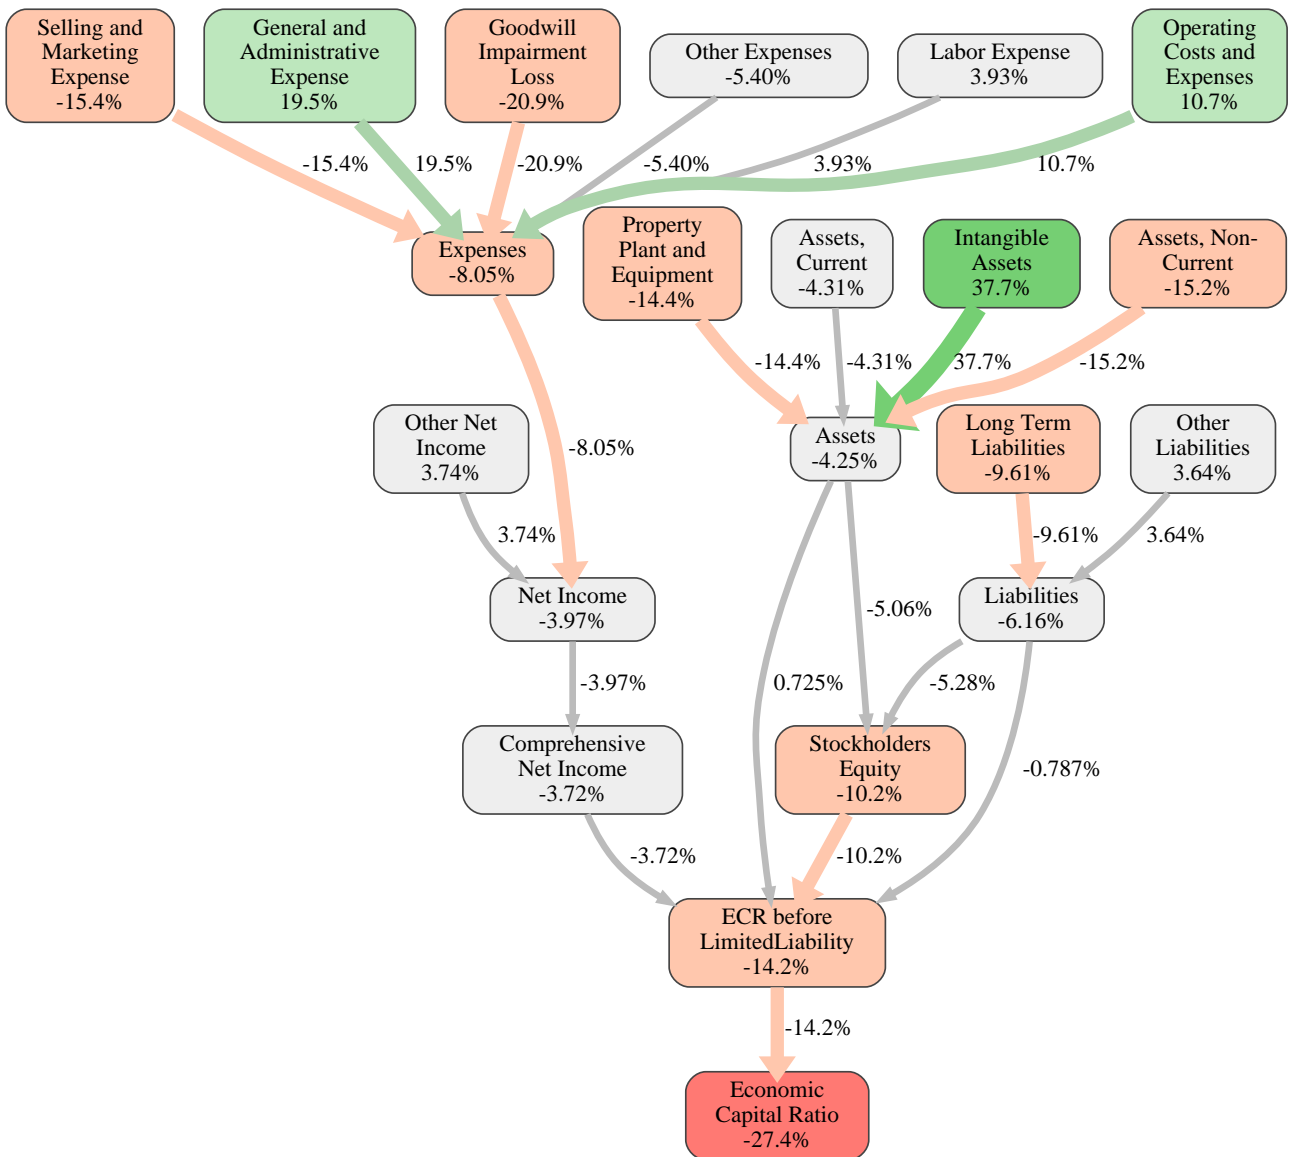 Selling and
Marketing
Expense
-15.4%
General and
Administrative
Expense
19.5%
Goodwill
Impairment
Loss
-20.9%
Other Expenses
-5.40%
Labor Expense
3.93%
Operating
Costs and
Expenses
10.7%
-15.4%
19.5%
-20.9%
-5.40%
3.93%
10.7%
Expenses
-8.05%
Property
Plant and
Equipment
-14.4%
Assets,
Current
-4.31%
Intangible
Assets
37.7%
Assets, Non-
Current
-15.2%
-14.4%
-4.31%
37.7%
-15.2%
Other Net
Income
3.74%
-8.05%
Assets
-4.25%
Long Term
Liabilities
-9.61%
Other
Liabilities
3.64%
3.74%
-9.61%
3.64%
Net Income
-3.97%
-5.06%
Liabilities
-6.16%
-3.97%
0.725%
-5.28%
Comprehensive
Net Income
-3.72%
Stockholders
Equity
-10.2%
-0.787%
-3.72%
-10.2%
ECR before
LimitedLiability
-14.2%
-14.2%
Economic
Capital Ratio
-27.4%